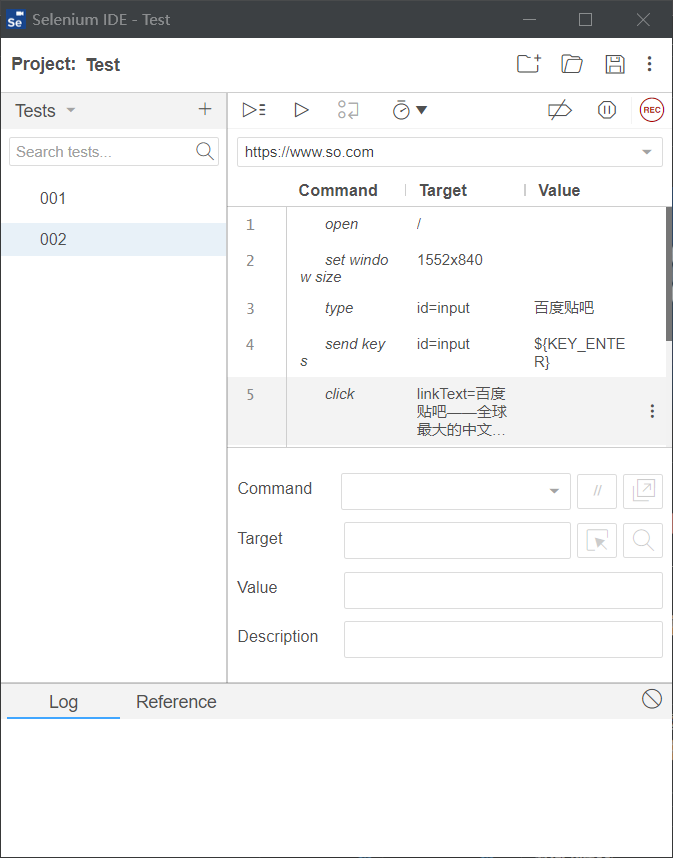 Se Selenium IDE - Test
Project: Test
Tests
REC
Search tests...
https://www.so.com
001
002
Command Target Value
1 open /
2 set windo 1552x840
w size
3 type id=input 百度贴吧
4 send key id=input ${KEY_ENTE
s R}
5 click linkText=百度
贴吧——全球
最大的中文...
Command //
Target
Value
Description
Log Reference